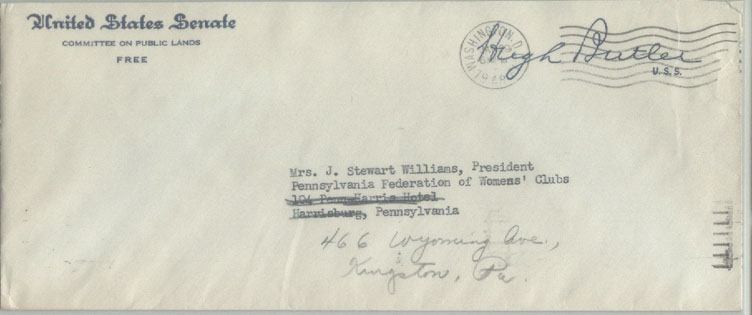 United States Senate
COMMITTEE ON PUBLIC LANDS
FREE
WASHINGTON, D.
1948
Hugh Butler
U.S.S.
Mrs. J. Stewart Williams, President
Pennsylvania Federation of Womens' Clubs
104 Penn-Harris Hotel
Harrisburg, Pennsylvania
466 Wyoming Ave.,
Kingston, Pa.